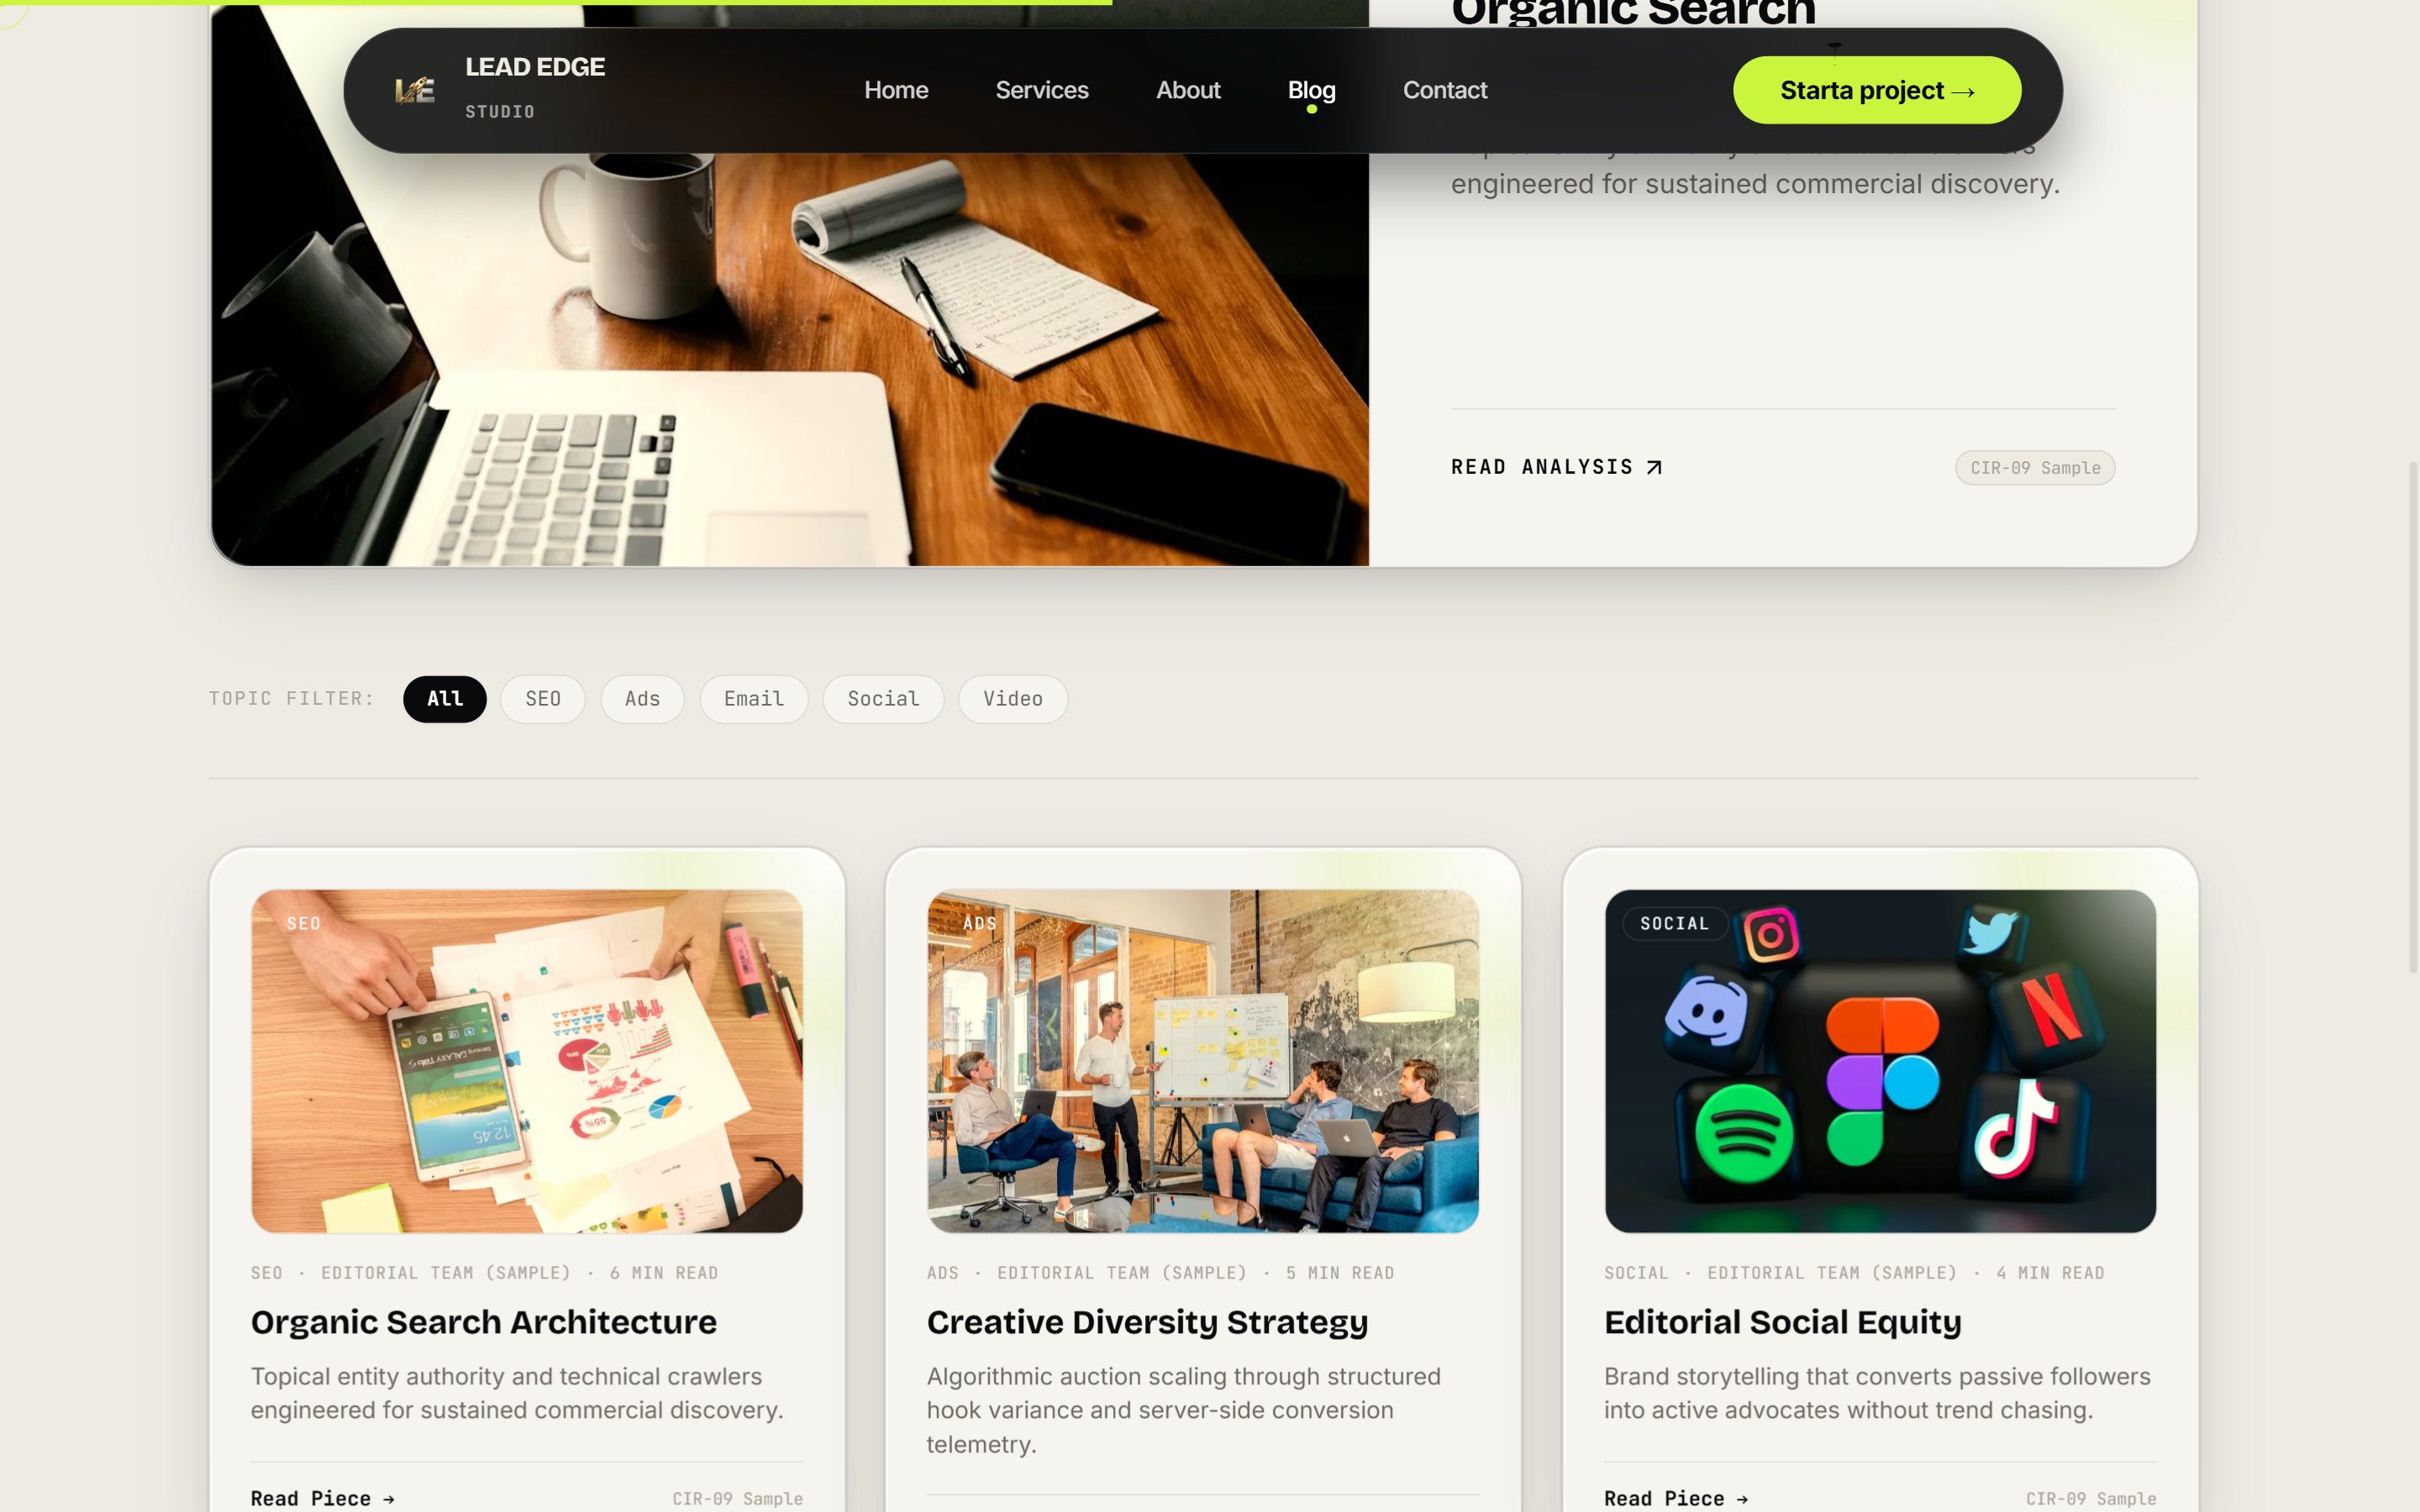 Organic Search
LE
LEAD EDGE
STUDIO
Home
Services
About
Blog
Contact
Starta project →
engineered for sustained commercial discovery.
READ ANALYSIS
CIR-09 Sample
TOPIC FILTER:
All
SEO
Ads
Email
Social
Video
SEO
ADS
SOCIAL
12:45
55%
SEO · EDITORIAL TEAM (SAMPLE) · 6 MIN READ
Organic Search Architecture
Topical entity authority and technical crawlers
engineered for sustained commercial discovery.
Read Piece →
CIR-09 Sample
ADS · EDITORIAL TEAM (SAMPLE) · 5 MIN READ
Creative Diversity Strategy
Algorithmic auction scaling through structured
hook variance and server-side conversion
telemetry.
SOCIAL · EDITORIAL TEAM (SAMPLE) · 4 MIN READ
Editorial Social Equity
Brand storytelling that converts passive followers
into active advocates without trend chasing.
Read Piece →
CIR-09 Sample